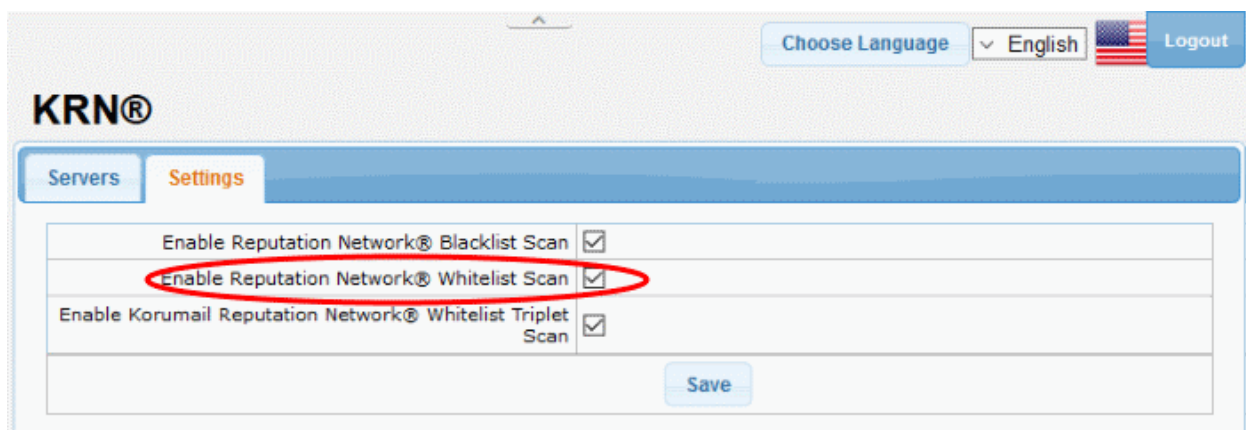 Choose Language
English
Logout
KRN®
Servers
Settings
Enable Reputation Network® Blacklist Scan
Enable Reputation Network® Whitelist Scan
Enable Korumail Reputation Network® Whitelist Triplet
Scan
Save